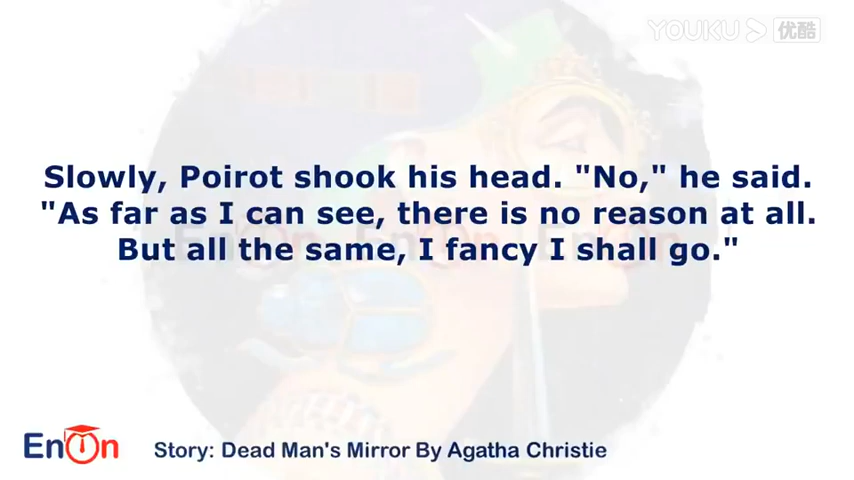 YOUKU 优酷
Slowly, Poirot shook his head. "No," he said.
"As far as I can see, there is no reason at all.
But all the same, I fancy I shall go."
EnOn
Story: Dead Man's Mirror By Agatha Christie